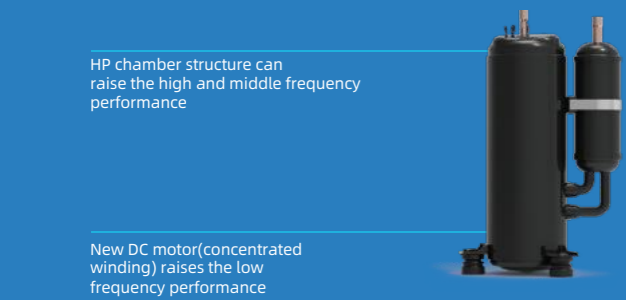 HP chamber structure can
raise the high and middle frequency
performance
New DC motor(concentrated
winding) raises the low
frequency performance